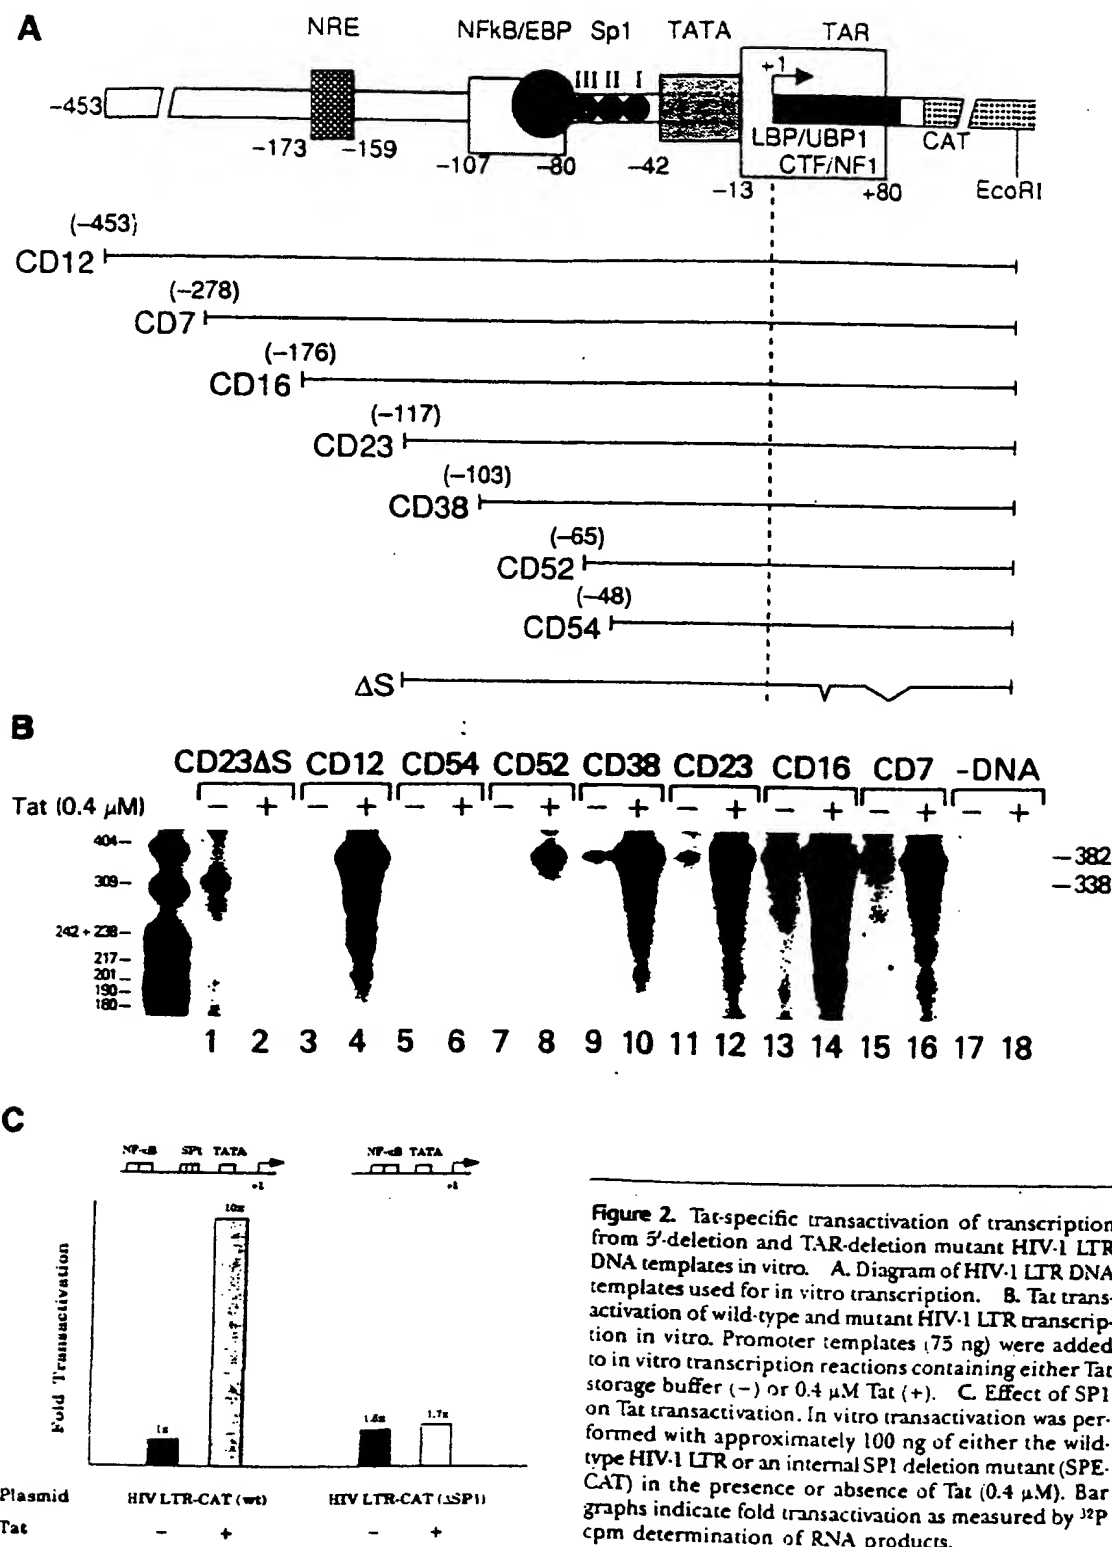 A
NRE NFkB/EBP Sp1 TATA TAR
III II I +1
-453
LBP/UBP1
CTF/NF1
CAT
-173 -159 -107 -80 -42 -13 +80 EcoRI
(-453)
CD12
(-278)
CD7
(-176)
CD16
(-117)
CD23
(-103)
CD38
(-65)
CD52
(-48)
CD54
ΔS
B
CD23ΔS CD12 CD54 CD52 CD38 CD23 CD16 CD7 -DNA
Tat (0.4 μM) - + - + - + - + - + - + - + - + - +
404-
309-
242 + 238-
217-
201-
190-
180-
-382
-338
1 2 3 4 5 6 7 8 9 10 11 12 13 14 15 16 17 18
C
NF-κB SP1 TATA
+1
NF-κB TATA
+1
Fold Transactivation
1x 10x 1.6x 1.7x
Plasmid HIV LTR-CAT (wt) HIV LTR-CAT (ΔSP1)
Tat - + - +
Figure 2. Tat-specific transactivation of transcription
from 5'-deletion and TAR-deletion mutant HIV-1 LTR
DNA templates in vitro. A. Diagram of HIV-1 LTR DNA
templates used for in vitro transcription. B. Tat trans-
activation of wild-type and mutant HIV-1 LTR transcrip-
tion in vitro. Promoter templates (75 ng) were added
to in vitro transcription reactions containing either Tat
storage buffer (-) or 0.4 μM Tat (+). C. Effect of SP1
on Tat transactivation. In vitro transactivation was per-
formed with approximately 100 ng of either the wild-
type HIV-1 LTR or an internal SP1 deletion mutant (SPE-
CAT) in the presence or absence of Tat (0.4 μM). Bar
graphs indicate fold transactivation as measured by ³²P
cpm determination of RNA products.